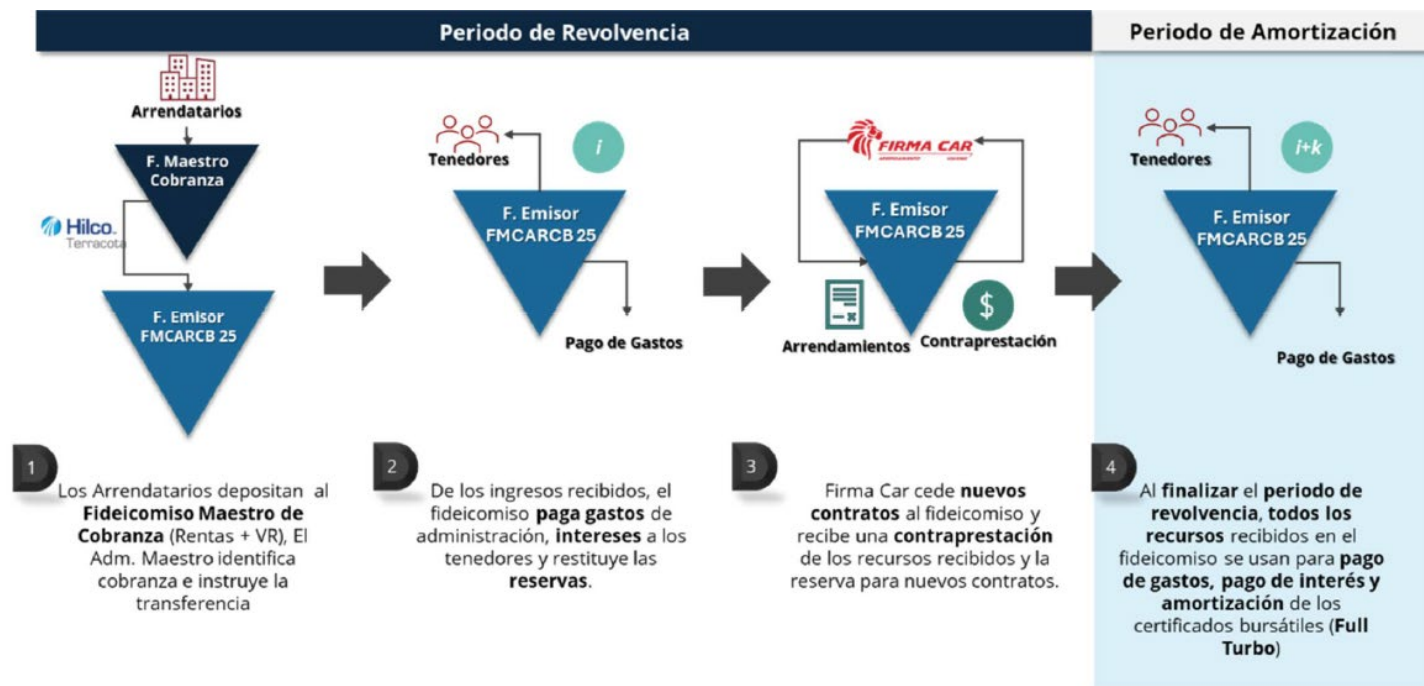 Periodo de Revolvencia
Periodo de Amortización
Arrendatarios
F. Maestro
Cobranza
Hilco
Terracota
F. Emisor
FMCARCB 25
Tenedores
i
F. Emisor
FMCARCB 25
Pago de Gastos
FIRMA CAR
F. Emisor
FMCARCB 25
Arrendamientos
$
Contraprestación
Tenedores
i+k
F. Emisor
FMCARCB 25
Pago de Gastos
1
Los Arrendatarios depositan al
Fideicomiso Maestro de
Cobranza (Rentas + VR), El
Adm. Maestro identifica
cobranza e instruye la
transferencia
2
De los ingresos recibidos, el
fideicomiso paga gastos de
administración, intereses a los
tenedores y restituye las
reservas.
3
Firma Car cede nuevos
contratos al fideicomiso y
recibe una contraprestación
de los recursos recibidos y la
reserva para nuevos contratos.
4
Al finalizar el periodo de
revolvencia, todos los
recursos recibidos en el
fideicomiso se usan para pago
de gastos, pago de interés y
amortización de los
certificados bursátiles (Full
Turbo)